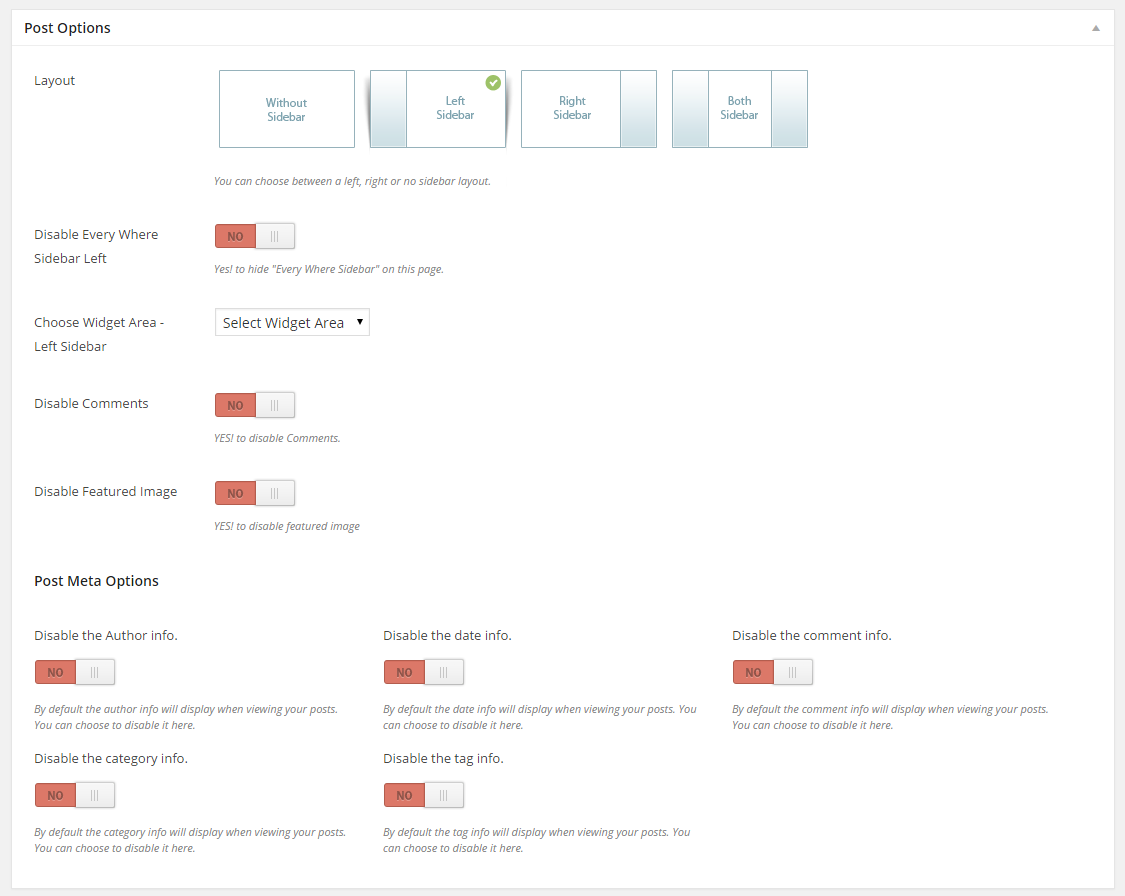 Post Options
Layout
Without
Sidebar
Left
Sidebar
Right
Sidebar
Both
Sidebar
You can choose between a left, right or no sidebar layout.
Disable Every Where
Sidebar Left
NO
Yes! to hide "Every Where Sidebar" on this page.
Choose Widget Area -
Left Sidebar
Select Widget Area
Disable Comments
NO
YES! to disable Comments.
Disable Featured Image
NO
YES! to disable featured image
Post Meta Options
Disable the Author info.
NO
By default the author info will display when viewing your posts.
You can choose to disable it here.
Disable the date info.
NO
By default the date info will display when viewing your posts. You
can choose to disable it here.
Disable the comment info.
NO
By default the comment info will display when viewing your posts.
You can choose to disable it here.
Disable the category info.
NO
By default the category info will display when viewing your posts.
You can choose to disable it here.
Disable the tag info.
NO
By default the tag info will display when viewing your posts. You
can choose to disable it here.